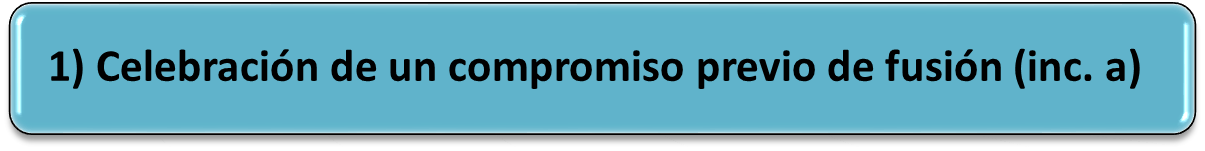 1) Celebración de un compromiso previo de fusión (inc. a)